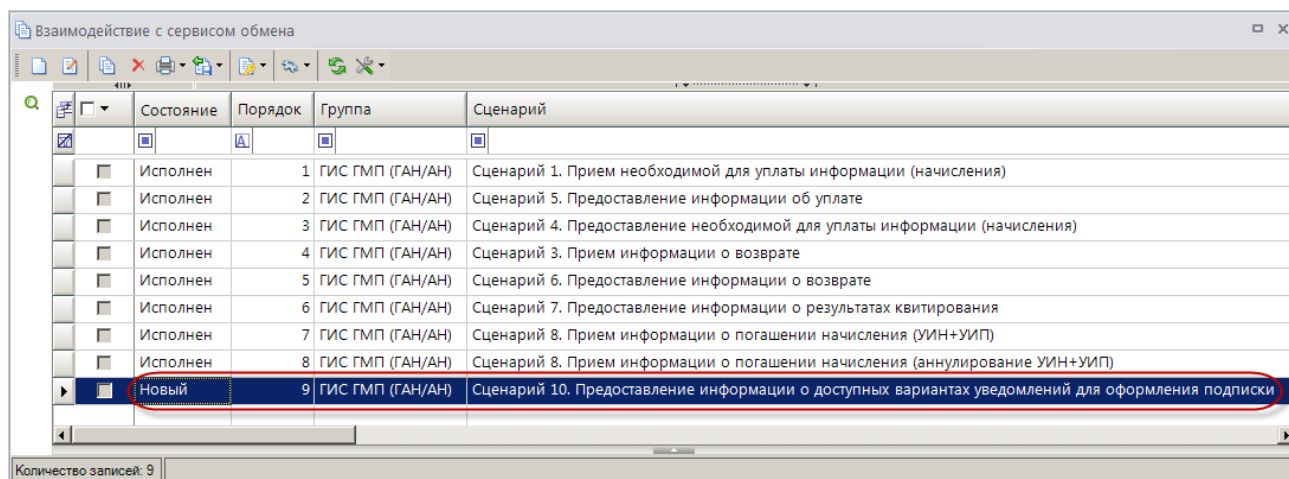 Взаимодействие с сервисом обмена
Состояние Порядок Группа Сценарий
A
Исполнен 1 ГИС ГМП (ГАН/АН) Сценарий 1. Прием необходимой для уплаты информации (начисления)
Исполнен 2 ГИС ГМП (ГАН/АН) Сценарий 5. Предоставление информации об уплате
Исполнен 3 ГИС ГМП (ГАН/АН) Сценарий 4. Предоставление необходимой для уплаты информации (начисления)
Исполнен 4 ГИС ГМП (ГАН/АН) Сценарий 3. Прием информации о возврате
Исполнен 5 ГИС ГМП (ГАН/АН) Сценарий 6. Предоставление информации о возврате
Исполнен 6 ГИС ГМП (ГАН/АН) Сценарий 7. Предоставление информации о результатах квитирования
Исполнен 7 ГИС ГМП (ГАН/АН) Сценарий 8. Прием информации о погашении начисления (УИН+УИП)
Исполнен 8 ГИС ГМП (ГАН/АН) Сценарий 8. Прием информации о погашении начисления (аннулирование УИН+УИП)
Новый 9 ГИС ГМП (ГАН/АН) Сценарий 10. Предоставление информации о доступных вариантах уведомлений для оформления подписки
Количество записей: 9